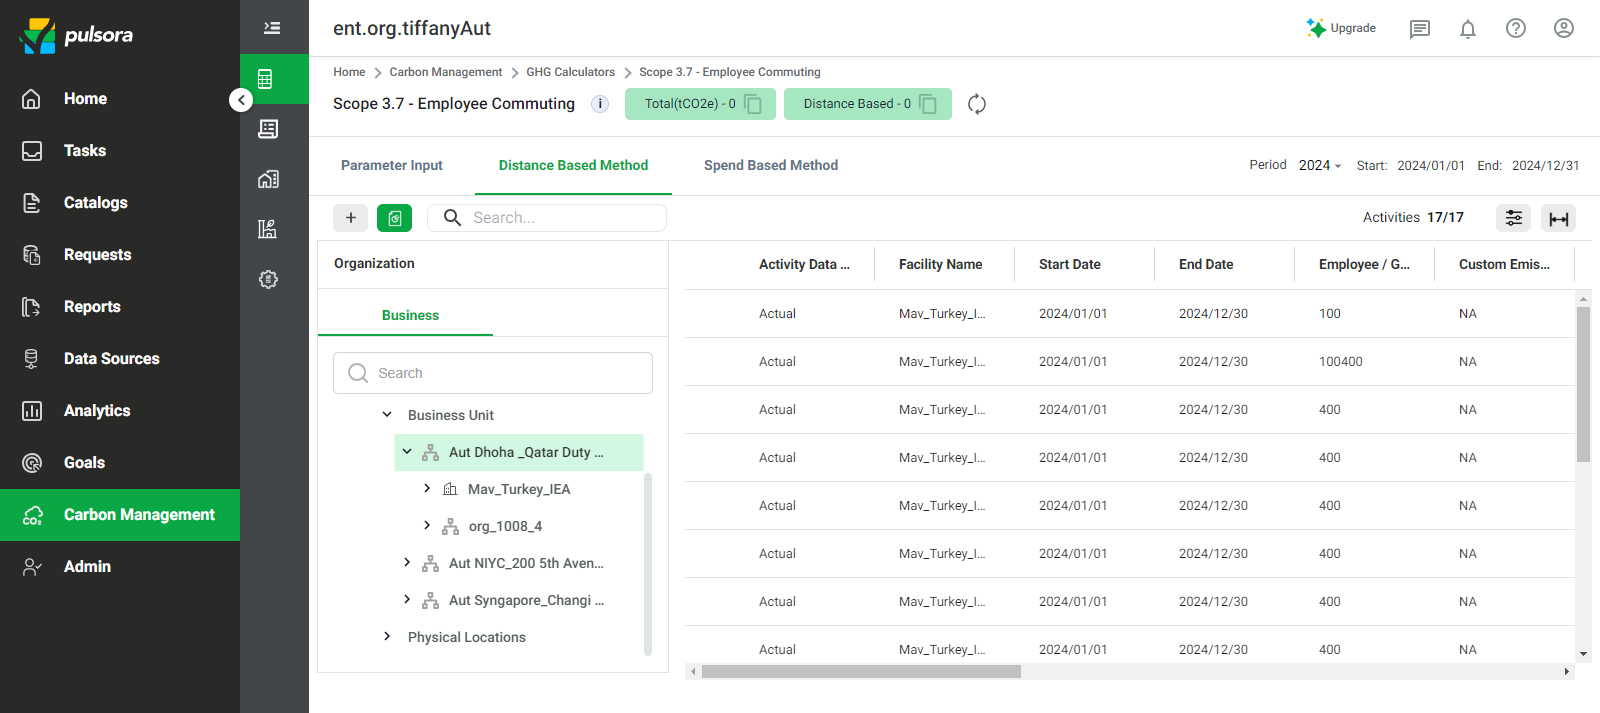 pulsora
Home
Tasks
Catalogs
Requests
Reports
Data Sources
Analytics
Goals
Carbon Management
Admin
ent.org.tiffanyAut
Upgrade
Home > Carbon Management > GHG Calculators > Scope 3.7 - Employee Commuting
Scope 3.7 - Employee Commuting i Total(tCO2e) - 0 Distance Based - 0
Parameter Input Distance Based Method Spend Based Method
Period 2024 Start: 2024/01/01 End: 2024/12/31
+ Search... Activities 17/17
Organization
Business
Search
Business Unit
Aut Dhoha _Qatar Duty ...
Mav_Turkey_IEA
org_1008_4
Aut NIYC_200 5th Aven...
Aut Syngapore_Changi ...
Physical Locations
Activity Data ... Facility Name Start Date End Date Employee / G... Custom Emis...
Actual Mav_Turkey_I... 2024/01/01 2024/12/30 100 NA
Actual Mav_Turkey_I... 2024/01/01 2024/12/30 100400 NA
Actual Mav_Turkey_I... 2024/01/01 2024/12/30 400 NA
Actual Mav_Turkey_I... 2024/01/01 2024/12/30 400 NA
Actual Mav_Turkey_I... 2024/01/01 2024/12/30 400 NA
Actual Mav_Turkey_I... 2024/01/01 2024/12/30 400 NA
Actual Mav_Turkey_I... 2024/01/01 2024/12/30 400 NA
Actual Mav_Turkey_I... 2024/01/01 2024/12/30 400 NA